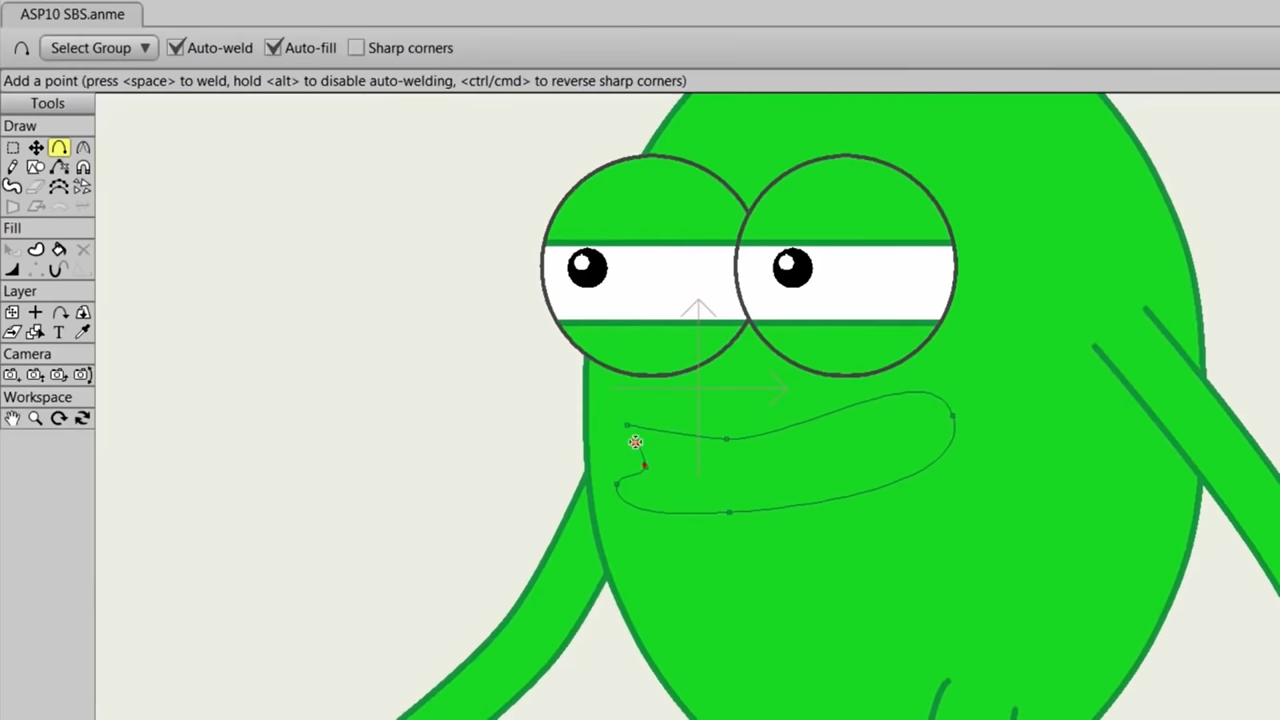 ASP10 SBS.anme
Select Group ▼ Auto-weld Auto-fill Sharp corners
Add a point (press <space> to weld, hold <alt> to disable auto-welding, <ctrl/cmd> to reverse sharp corners)
Tools
Draw
Fill
Layer
T
Camera
Workspace